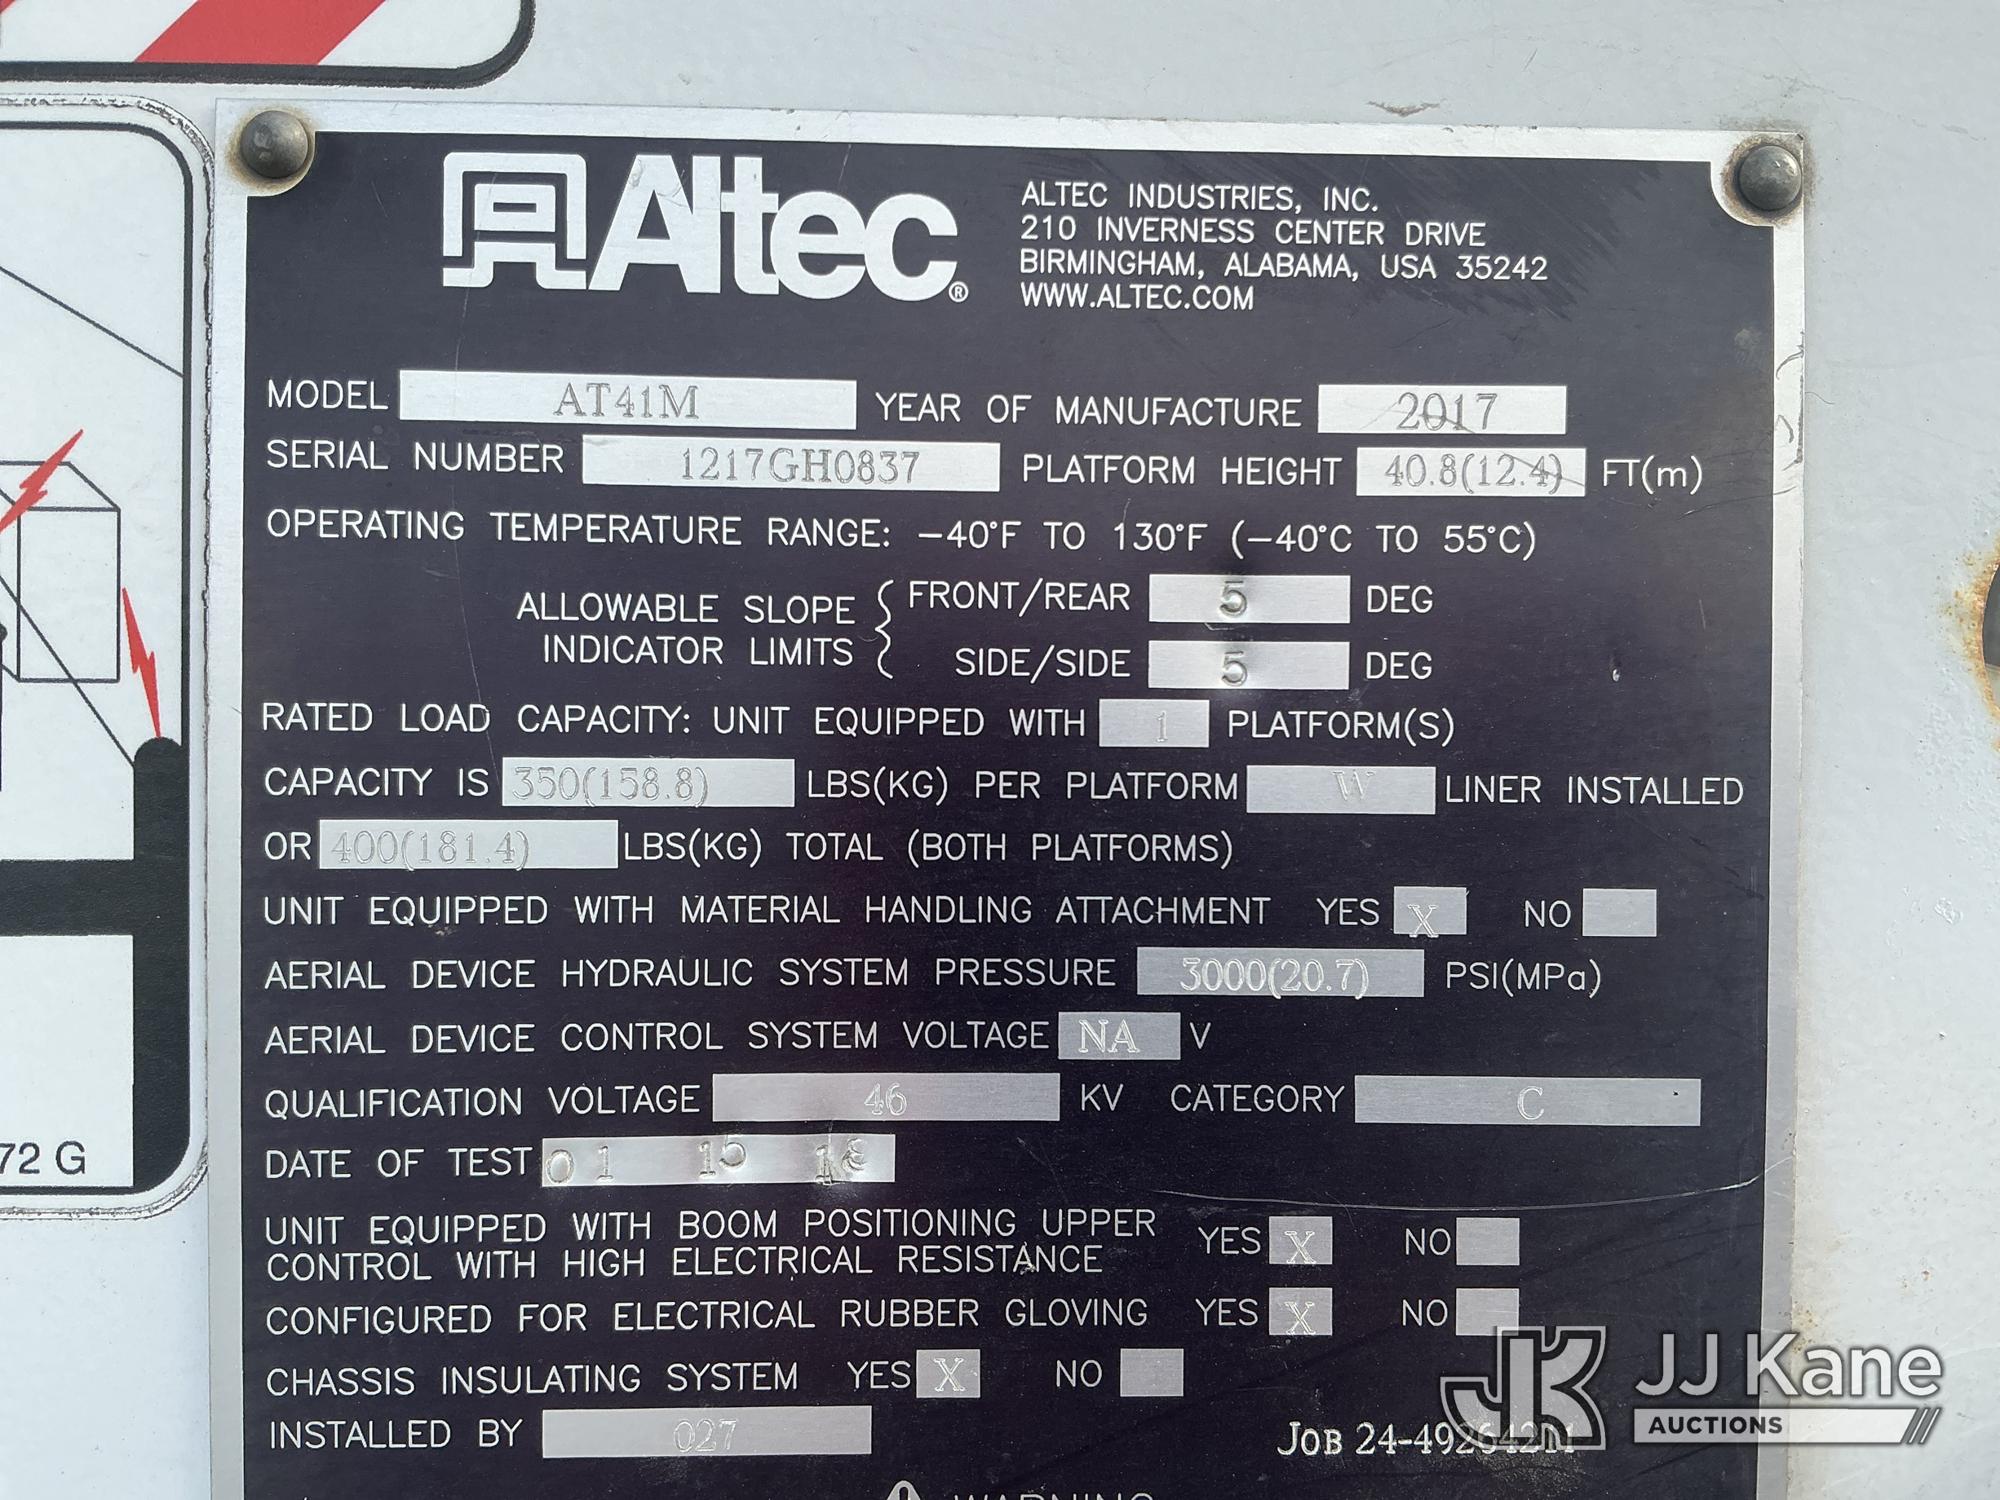 Altec®
ALTEC INDUSTRIES, INC.
210 INVERNESS CENTER DRIVE
BIRMINGHAM, ALABAMA, USA 35242
WWW.ALTEC.COM
MODEL AT41M YEAR OF MANUFACTURE 2017
SERIAL NUMBER 1217GH0837 PLATFORM HEIGHT 40.8(12.4) FT(m)
OPERATING TEMPERATURE RANGE: -40°F TO 130°F (-40°C TO 55°C)
ALLOWABLE SLOPE INDICATOR LIMITS { FRONT/REAR 5 DEG
SIDE/SIDE 5 DEG
RATED LOAD CAPACITY: UNIT EQUIPPED WITH 1 PLATFORM(S)
CAPACITY IS 350(158.8) LBS(KG) PER PLATFORM W LINER INSTALLED
OR 400(181.4) LBS(KG) TOTAL (BOTH PLATFORMS)
UNIT EQUIPPED WITH MATERIAL HANDLING ATTACHMENT YES X NO
AERIAL DEVICE HYDRAULIC SYSTEM PRESSURE 3000(20.7) PSI(MPa)
AERIAL DEVICE CONTROL SYSTEM VOLTAGE NA V
QUALIFICATION VOLTAGE 46 KV CATEGORY C
DATE OF TEST 01 15 18
UNIT EQUIPPED WITH BOOM POSITIONING UPPER
CONTROL WITH HIGH ELECTRICAL RESISTANCE YES X NO
CONFIGURED FOR ELECTRICAL RUBBER GLOVING YES X NO
CHASSIS INSULATING SYSTEM YES X NO
INSTALLED BY 027
WARNING
72 G
JOB 24-492642D1
JK JJ Kane
AUCTIONS